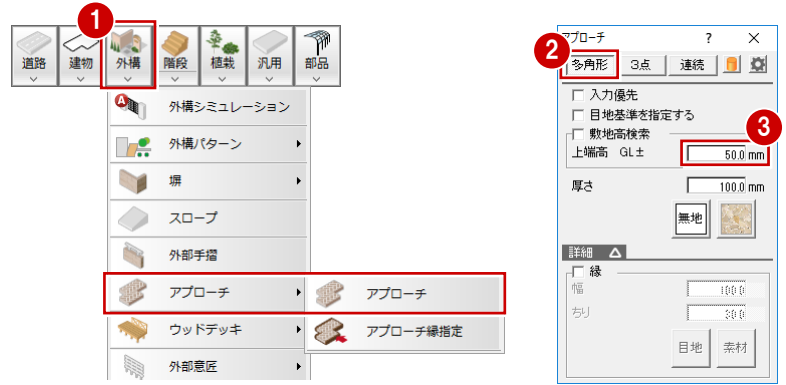 1
道路 建物 外構 階段 植栽 汎用 部品
外構シミュレーション
外構パターン
塀
スロープ
外部手摺
アプローチ アプローチ
ウッドデッキ アプローチ縁指定
外部意匠
アプローチ ? ×
2
多角形 3点 連続
入力優先
目地基準を指定する
3
敷地高検索
上端高 GL± 50.0 mm
厚さ 100.0 mm
無地
詳細
縁
幅 100.0
ちり 30.0
目地 素材